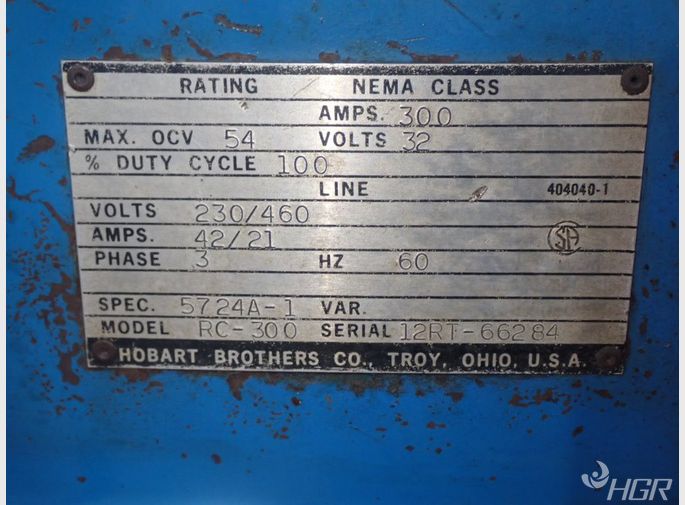 RATING NEMA CLASS
AMPS. 300
MAX. OCV 54 VOLTS 32
% DUTY CYCLE 100
LINE 404040-1
VOLTS 230/460
AMPS. 42/21
SA
PHASE 3 HZ 60
SPEC. 5724A-1 VAR.
MODEL RC-300 SERIAL 12RT-66284
HOBART BROTHERS CO., TROY, OHIO, U.S.A.
HGR